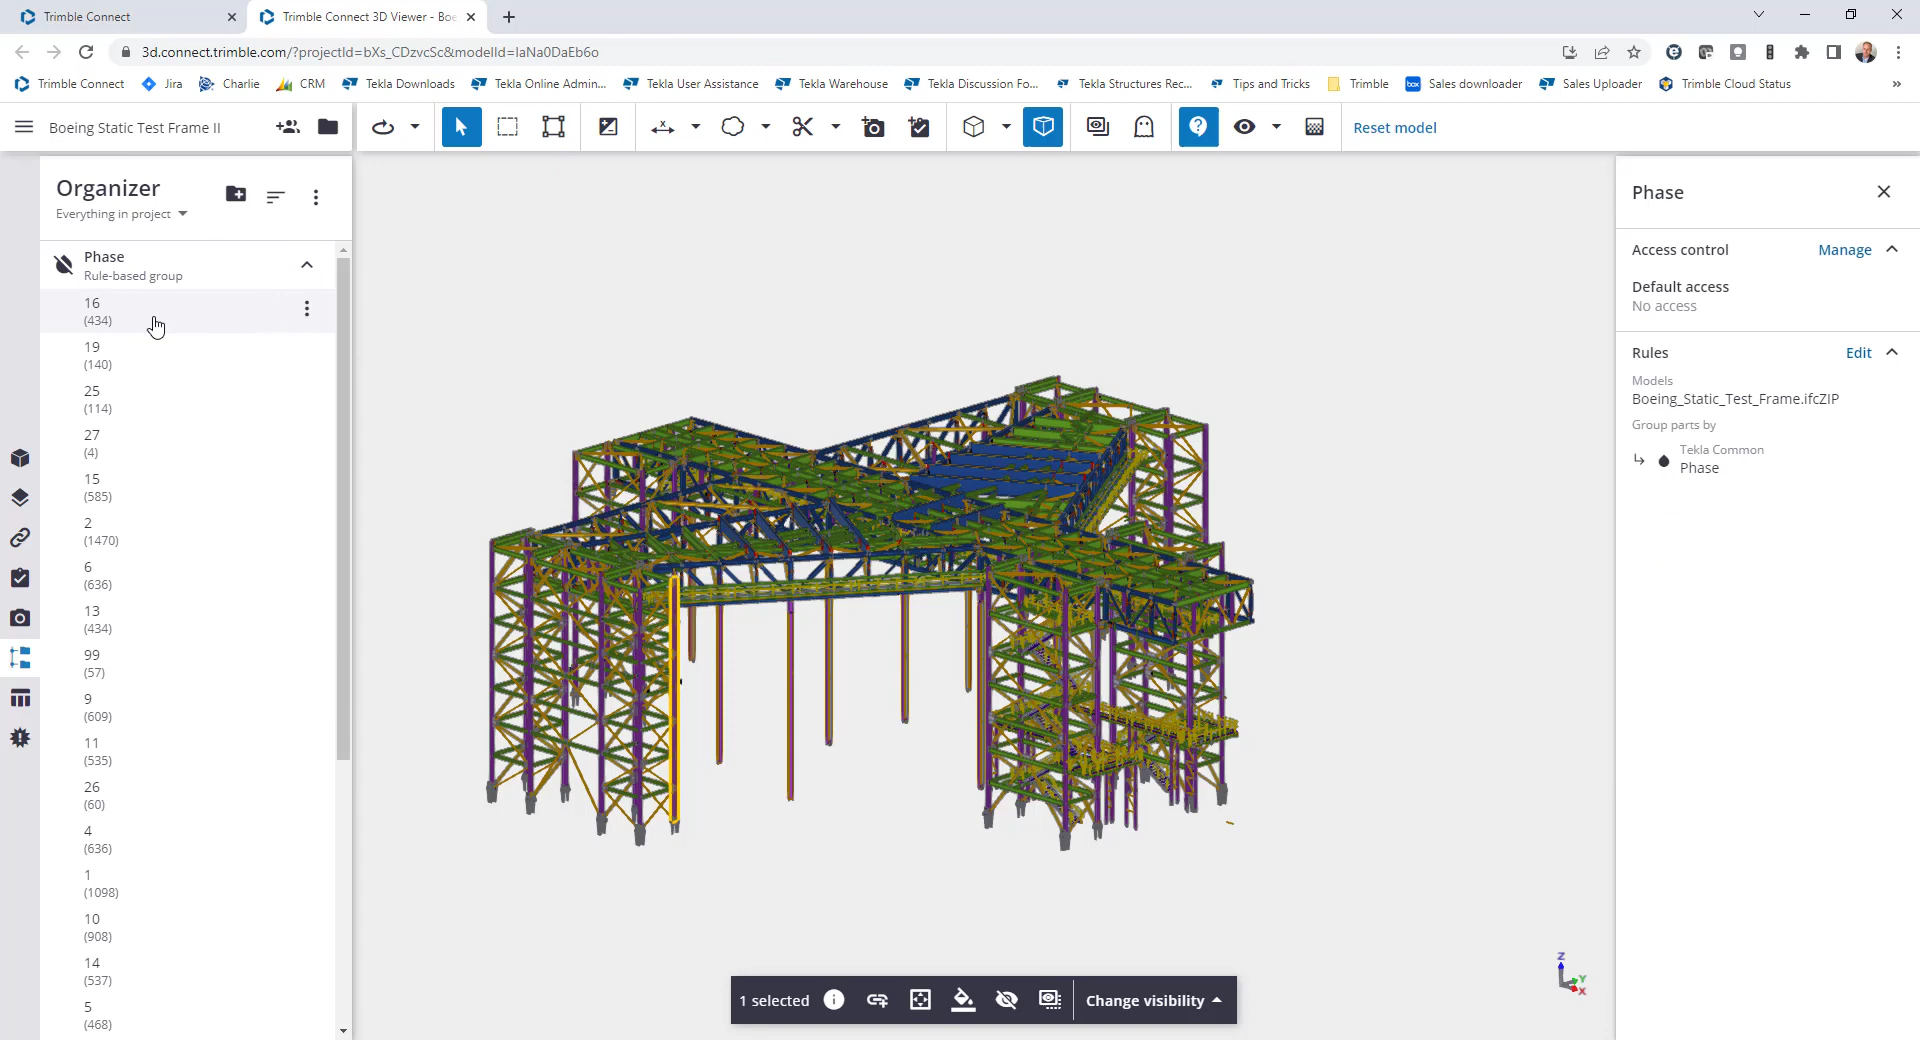 Trimble Connect
Trimble Connect 3D Viewer - Boe
3d.connect.trimble.com/?projectId=bXs_CDzvcSc&modelId=IaNa0DaEb6o
Trimble Connect
Jira
Charlie
CRM
Tekla Downloads
Tekla Online Admin...
Tekla User Assistance
Tekla Warehouse
Tekla Discussion Fo...
Tekla Structures Rec...
Tips and Tricks
Trimble
box
Sales downloader
Sales Uploader
Trimble Cloud Status
»
Boeing Static Test Frame II
Reset model
Organizer
Everything in project
Phase
Rule-based group
16
(434)
19
(140)
25
(114)
27
(4)
15
(585)
2
(1470)
6
(636)
13
(434)
99
(57)
9
(609)
11
(535)
26
(60)
4
(636)
1
(1098)
10
(908)
14
(537)
5
(468)
Z
Y
X
1 selected
Change visibility
Phase
Access control
Manage
Default access
No access
Rules
Edit
Models
Boeing_Static_Test_Frame.ifcZIP
Group parts by
Tekla Common
Phase